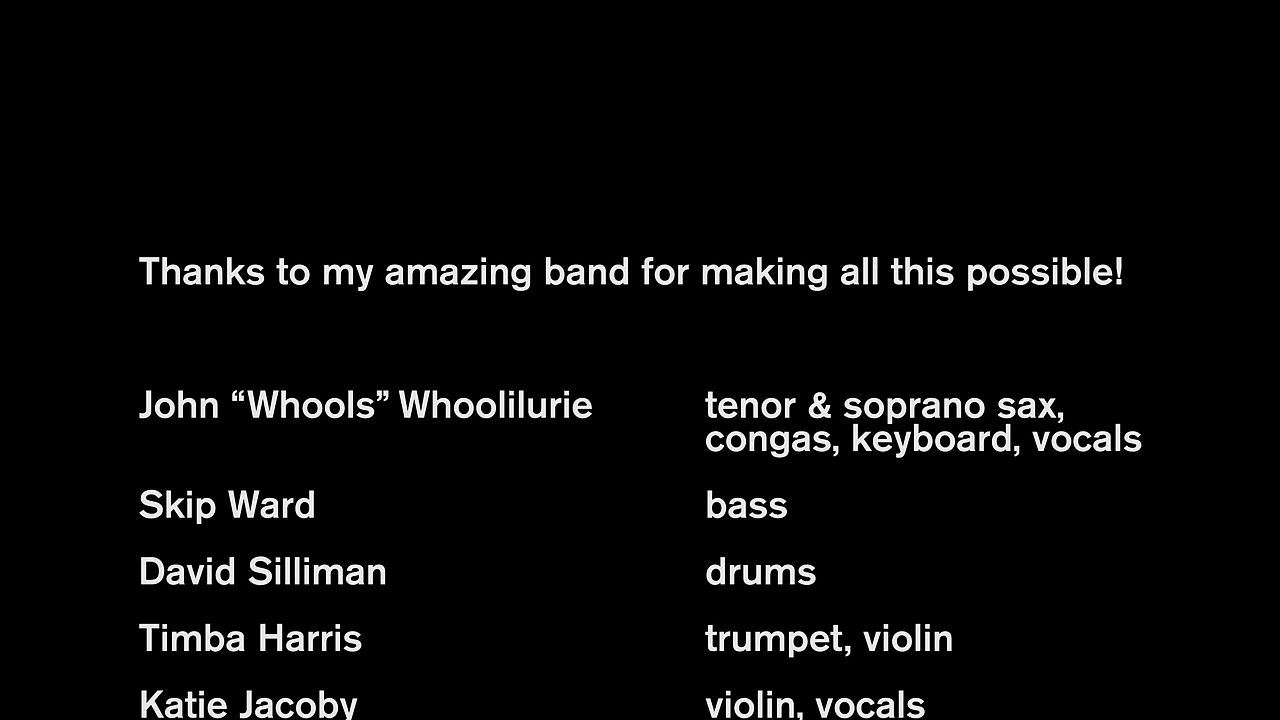 Thanks to my amazing band for making all this possible!
John “Whools” Whoolilurie tenor & soprano sax,
congas, keyboard, vocals
Skip Ward bass
David Silliman drums
Timba Harris trumpet, violin
Katie Jacoby violin, vocals